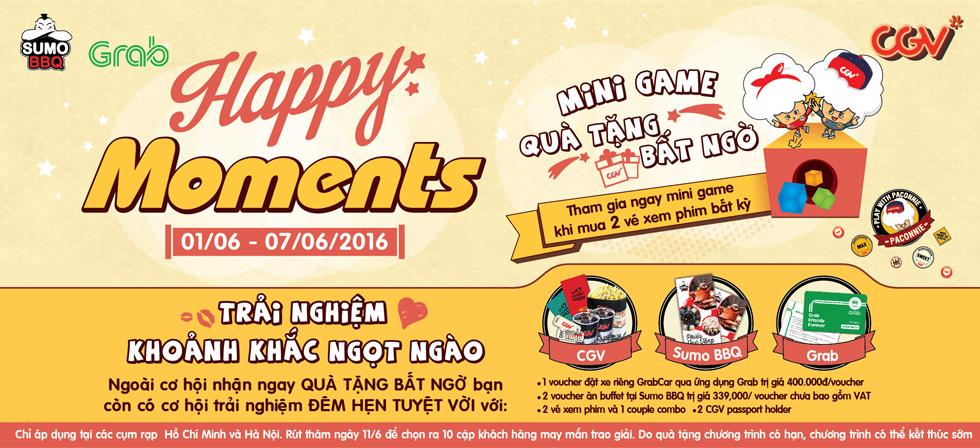 SUMO
BBQ
Grab
CGV
Happy
Moments
01/06 - 07/06/2016
MINI GAME
QUÀ TẶNG
BẤT NGỜ
CGV
CGV
Tham gia ngay mini game
khi mua 2 vé xem phim bất kỳ
PLAY WITH PACONNIE
PACONNIE
MAX
SWEET
TRẢI NGHIỆM
KHOẢNH KHẮC NGỌT NGÀO
Ngoài cơ hội nhận ngay QUÀ TẶNG BẤT NGỜ bạn
còn có cơ hội trải nghiệm ĐÊM HẸN TUYỆT VỜI với:
CGV
Sumo BBQ
Grab
Grab
Friends
Forever
• 1 voucher đặt xe riêng GrabCar qua ứng dụng Grab trị giá 400.000đ/voucher
• 2 voucher ăn buffet tại Sumo BBQ trị giá 339,000/ voucher chưa bao gồm VAT
• 2 vé xem phim và 1 couple combo • 2 CGV passport holder
Chỉ áp dụng tại các cụm rạp Hồ Chí Minh và Hà Nội. Rút thăm ngày 11/6 để chọn ra 10 cặp khách hàng may mắn trao giải. Do quà tặng chương trình có hạn, chương trình có thể kết thúc sớm